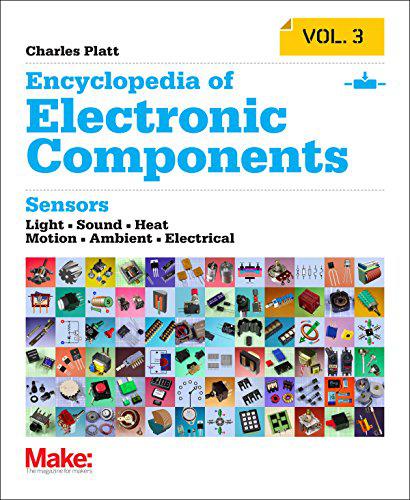 Charles Platt
VOL. 3
Encyclopedia of
Electronic
Components
Sensors
Light ▪ Sound ▪ Heat
Motion ▪ Ambient ▪ Electrical
Make:
The magazine for makers